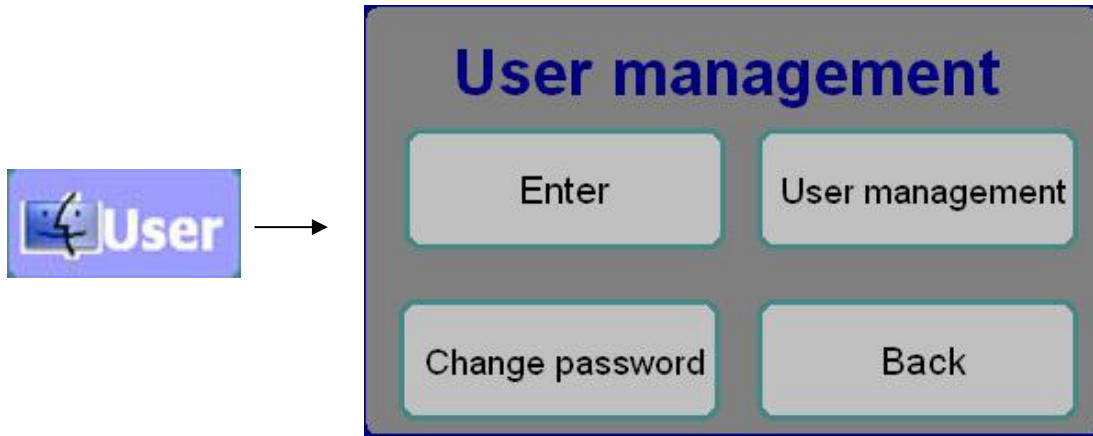 User
User management
Enter
User management
Change password
Back